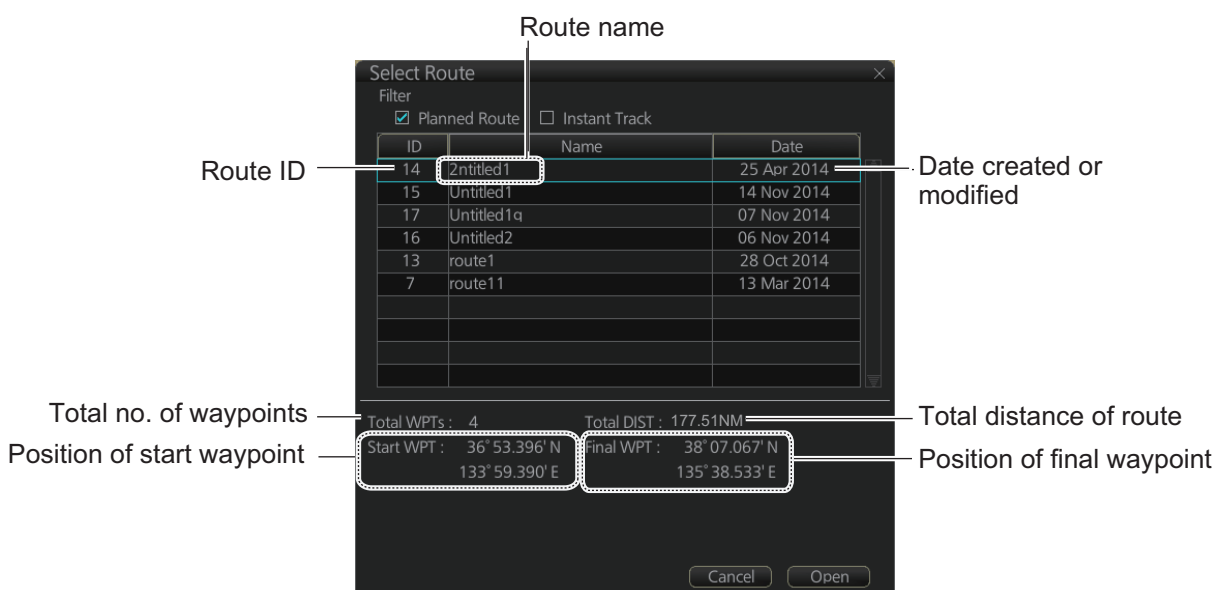 Route name
Select Route
Filter
Planned Route Instant Track
ID Name Date
Route ID 14 2ntitled1 25 Apr 2014 Date created or
modified
15 Untitled1 14 Nov 2014
17 Untitled1q 07 Nov 2014
16 Untitled2 06 Nov 2014
13 route1 28 Oct 2014
7 route11 13 Mar 2014
Total no. of waypoints Total WPTs : 4 Total DIST : 177.51NM Total distance of route
Position of start waypoint Start WPT : 36°53.396' N Final WPT : 38°07.067' N Position of final waypoint
133°59.390' E 135°38.533' E
Cancel Open